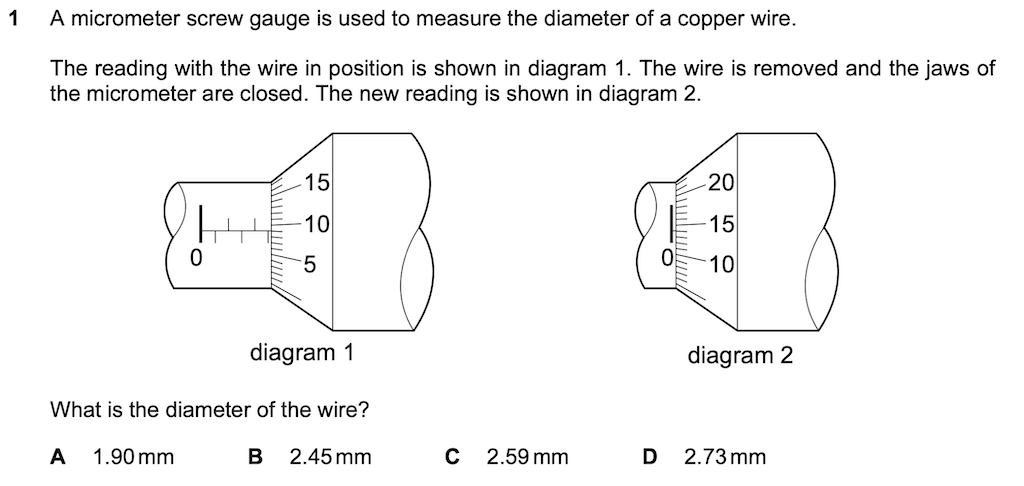 1 A micrometer screw gauge is used to measure the diameter of a copper wire.
The reading with the wire in position is shown in diagram 1. The wire is removed and the jaws of
the micrometer are closed. The new reading is shown in diagram 2.
15 20
10 15
0 5 0 10
diagram 1 diagram 2
What is the diameter of the wire?
A 1.90 mm B 2.45 mm C 2.59 mm D 2.73 mm